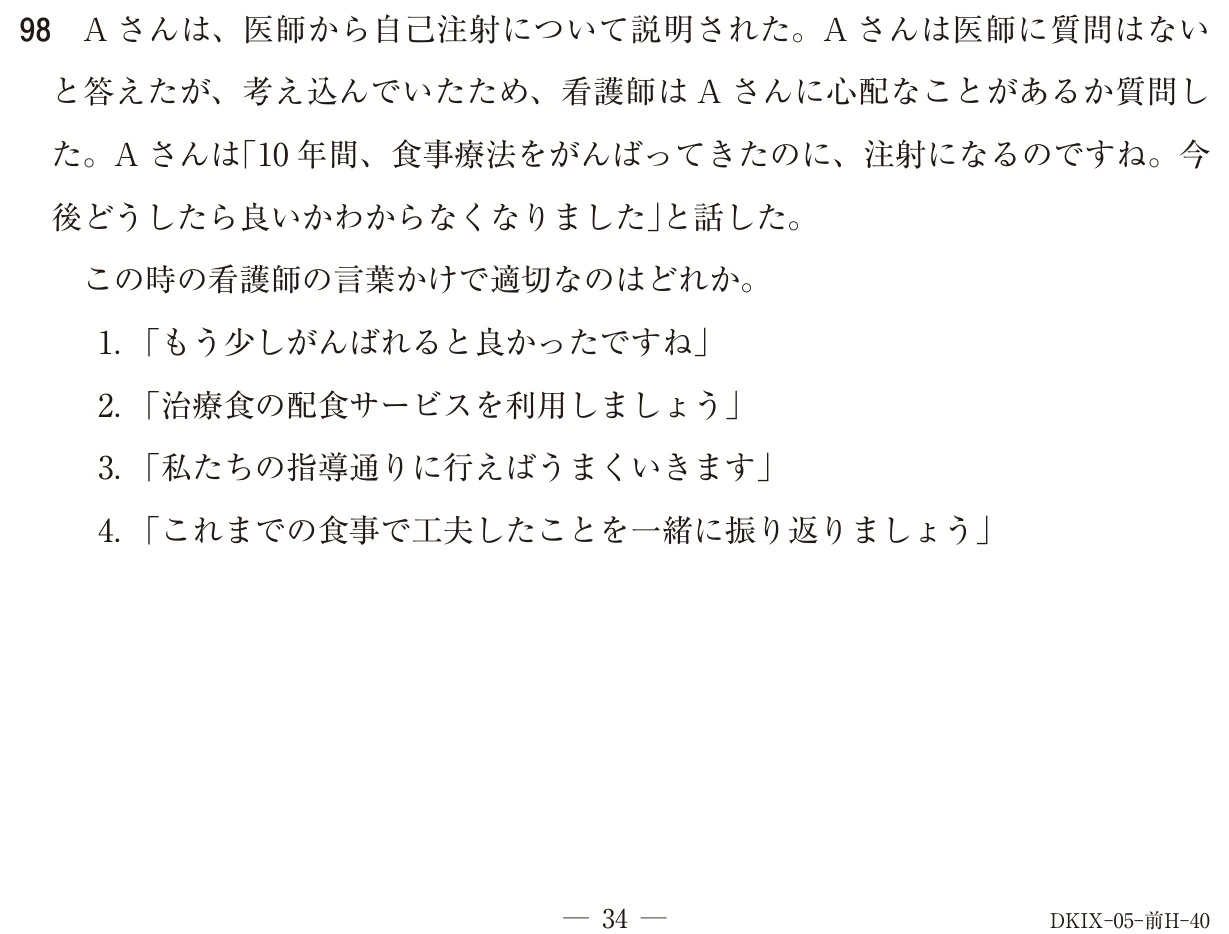 98 Aさんは、医師から自己注射について説明された。Aさんは医師に質問はない
と答えたが、考え込んでいたため、看護師はAさんに心配なことがあるか質問し
た。Aさんは「10年間、食事療法をがんばってきたのに、注射になるのですね。今
後どうしたら良いかわからなくなりました」と話した。
この時の看護師の言葉かけで適切なのはどれか。
1. 「もう少しがんばれると良かったですね」
2. 「治療食の配食サービスを利用しましょう」
3. 「私たちの指導通りに行えばうまくいきます」
4. 「これまでの食事で工夫したことを一緒に振り返りましょう」
— 34 —
DKIX-05-前H-40